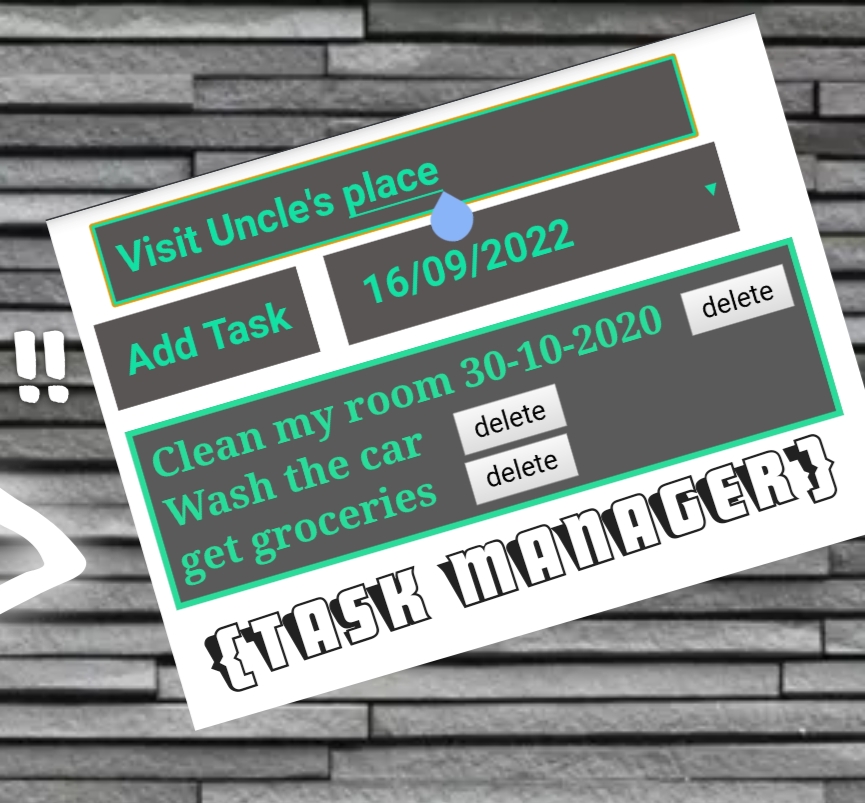 Visit Uncle's place
Add Task
16/09/2022
Clean my room 30-10-2020 delete
Wash the car delete
get groceries delete
{TASK MANAGER}
!!